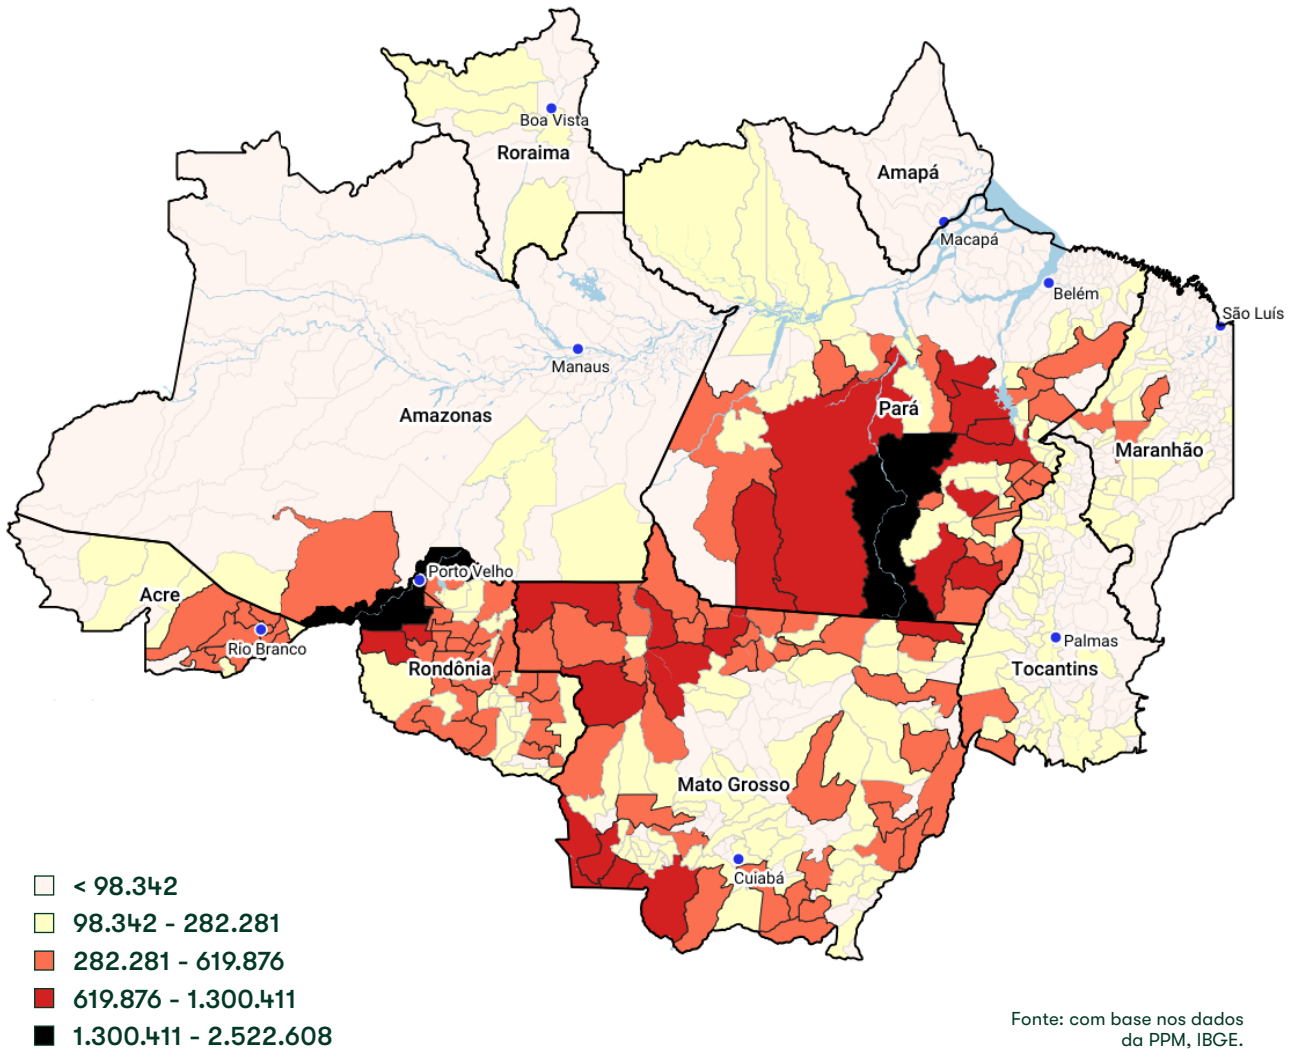 Boa Vista
Roraima
Amapá
Macapá
Belém
São Luís
Manaus
Amazonas
Pará
Maranhão
Porto Velho
Acre
Rio Branco
Rondônia
Palmas
Tocantins
Mato Grosso
Cuiabá
< 98.342
98.342 - 282.281
282.281 - 619.876
619.876 - 1.300.411
1.300.411 - 2.522.608
Fonte: com base nos dados
da PPM, IBGE.